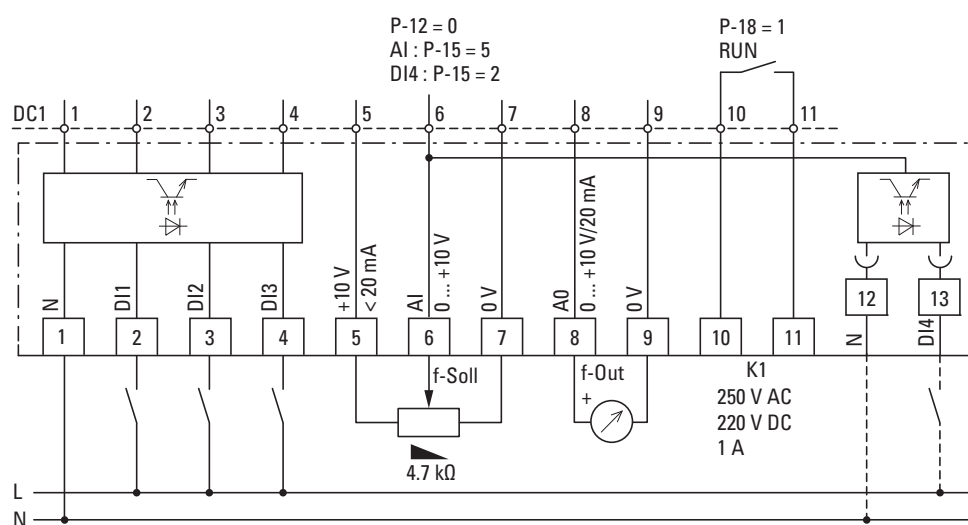 P-12 = 0
AI : P-15 = 5
DI4 : P-15 = 2
P-18 = 1
RUN
DC1 1 2 3 4 5 6 7 8 9 10 11
N
DI1
DI2
DI3
+10 V
< 20 mA
AI
0 ... +10 V
0 V
A0
0 ... +10 V/20 mA
0 V
12 13
N
DI4
1 2 3 4 5 6 7 8 9 10 11
f-Soll
f-Out
+
K1
250 V AC
220 V DC
1 A
4.7 kΩ
L
N